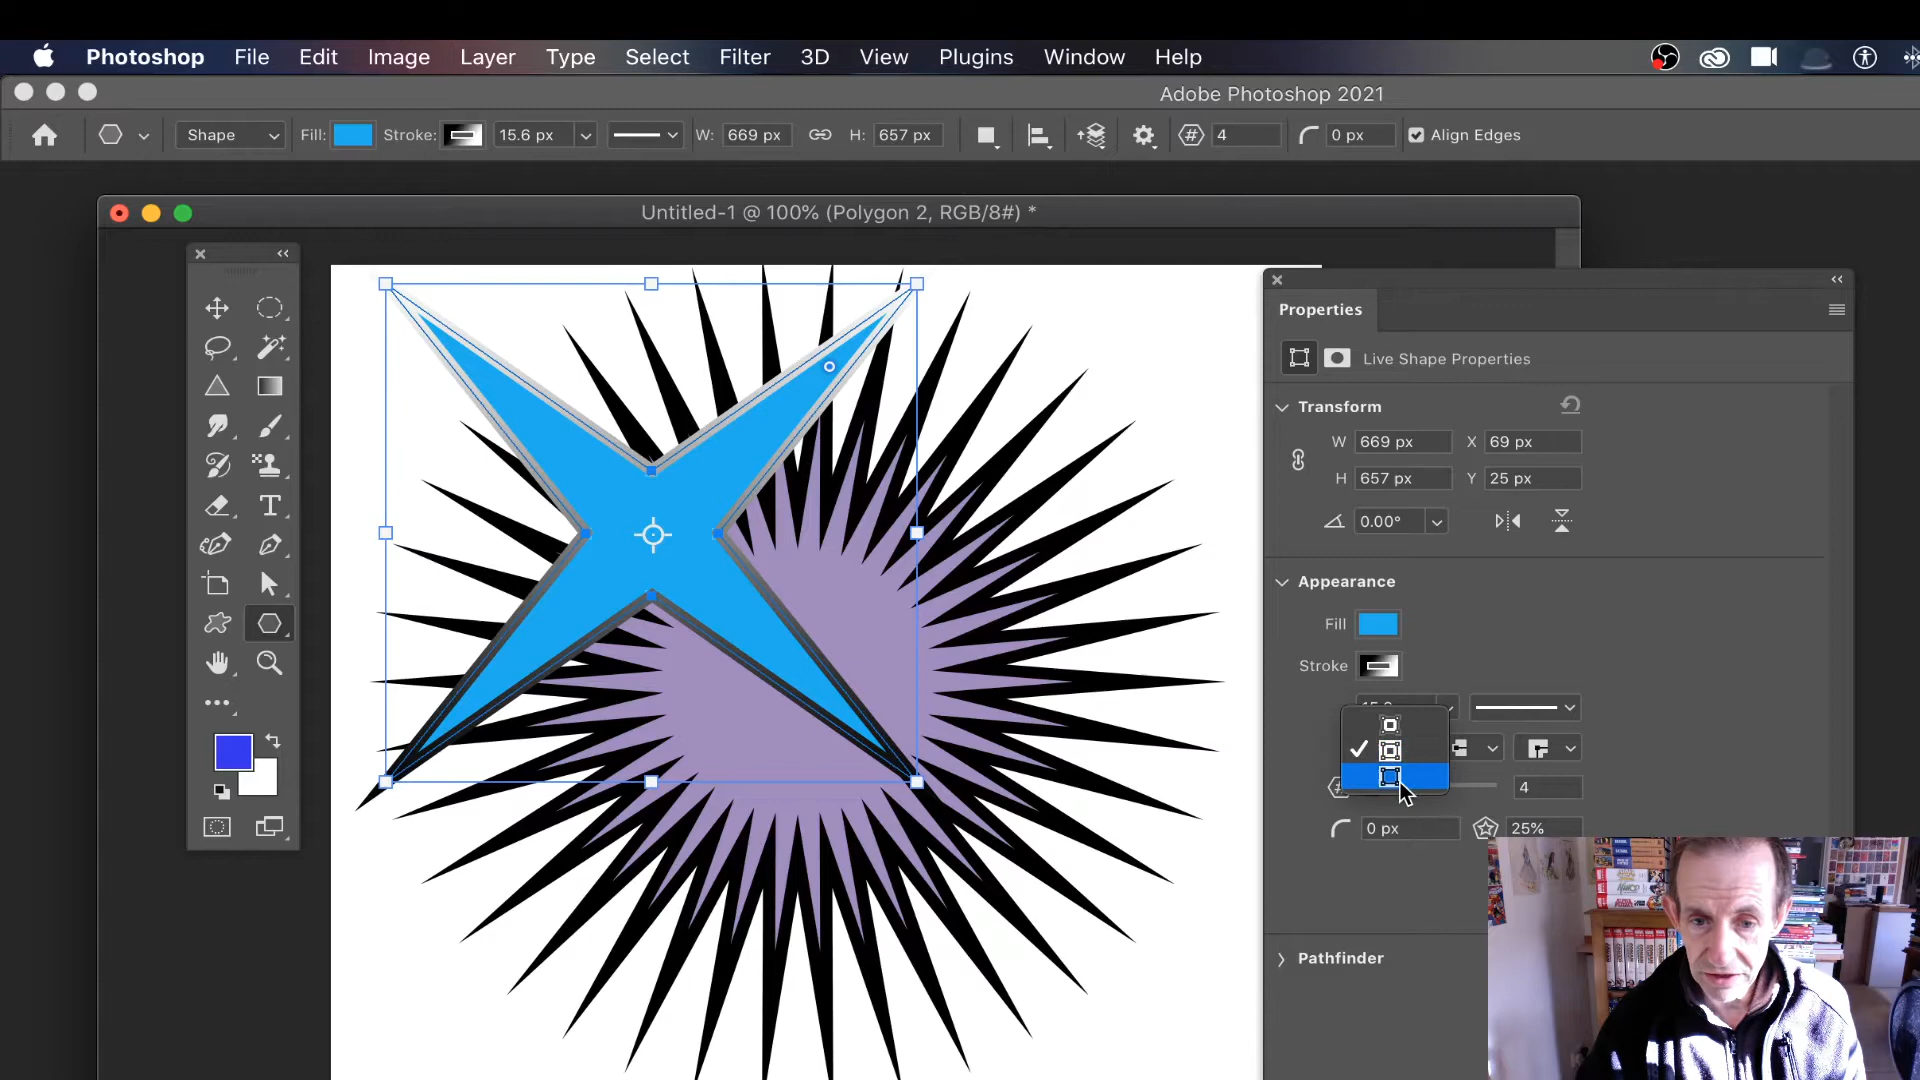 Photoshop File Edit Image Layer Type Select Filter 3D View Plugins Window Help
Adobe Photoshop 2021
Shape Fill: Stroke: 15.6 px W: 669 px H: 657 px 4 0 px Align Edges
Untitled-1 @ 100% (Polygon 2, RGB/8#) *
Properties
Live Shape Properties
Transform
W 669 px X 69 px
H 657 px Y 25 px
0.00°
Appearance
Fill
Stroke
4
0 px 25%
Pathfinder